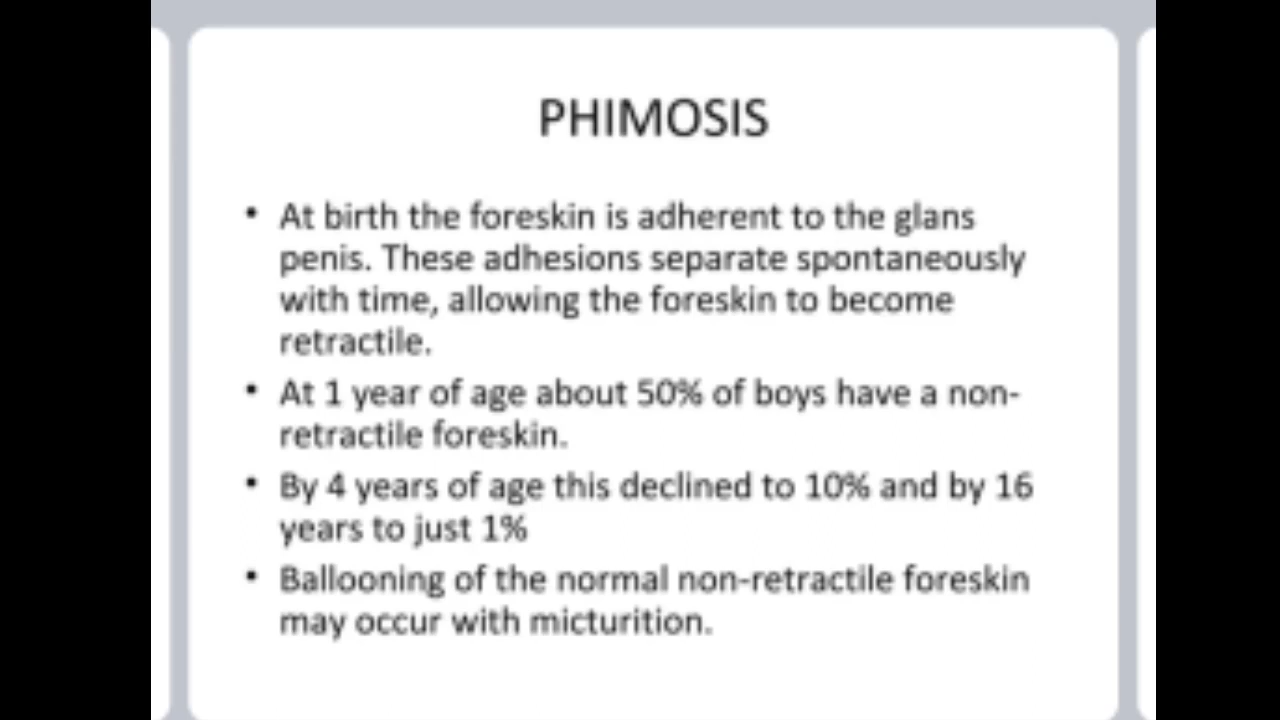 PHIMOSIS
• At birth the foreskin is adherent to the glans
penis. These adhesions separate spontaneously
with time, allowing the foreskin to become
retractile.
• At 1 year of age about 50% of boys have a non-
retractile foreskin.
• By 4 years of age this declined to 10% and by 16
years to just 1%
• Ballooning of the normal non-retractile foreskin
may occur with micturition.